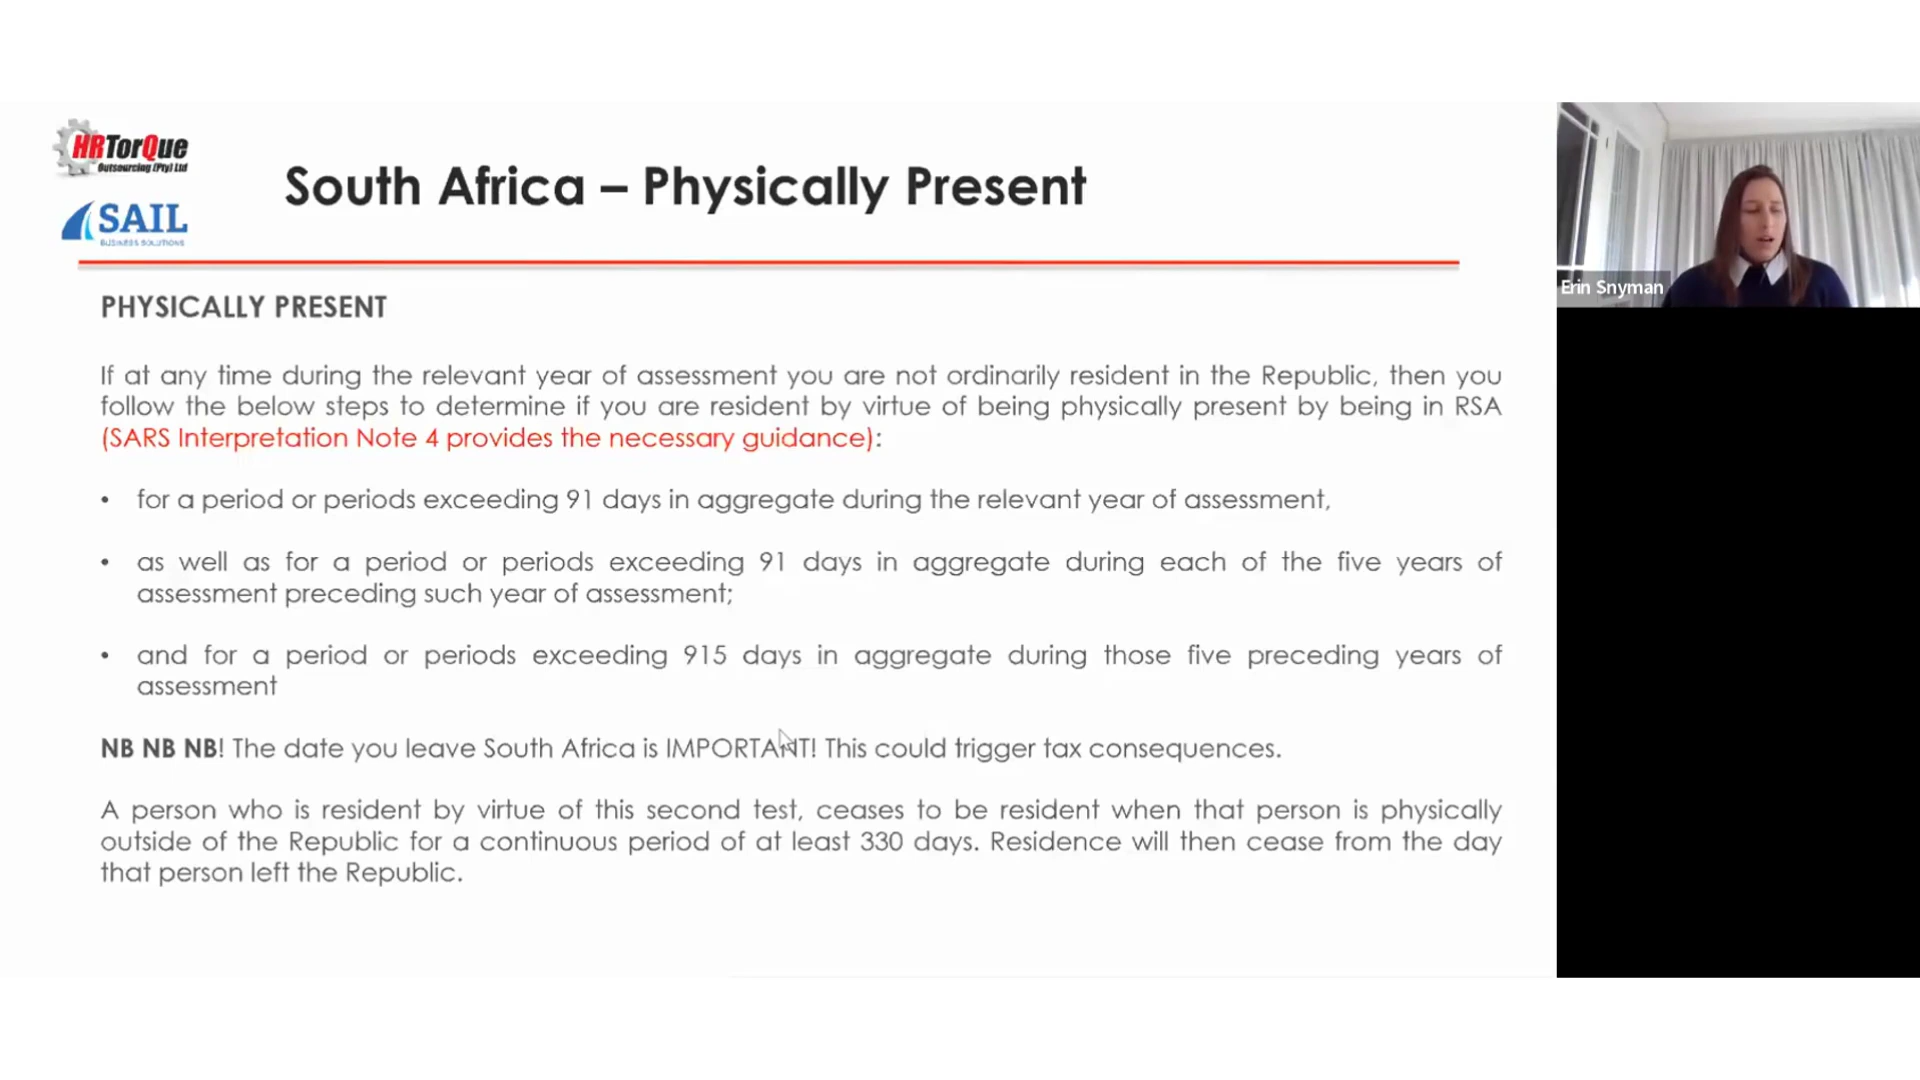 HRTorQue
Outsourcing (Pty) Ltd
SAIL
BUSINESS SOLUTIONS
South Africa – Physically Present
Erin Snyman
PHYSICALLY PRESENT
If at any time during the relevant year of assessment you are not ordinarily resident in the Republic, then you
follow the below steps to determine if you are resident by virtue of being physically present by being in RSA
(SARS Interpretation Note 4 provides the necessary guidance):
• for a period or periods exceeding 91 days in aggregate during the relevant year of assessment,
• as well as for a period or periods exceeding 91 days in aggregate during each of the five years of
assessment preceding such year of assessment;
• and for a period or periods exceeding 915 days in aggregate during those five preceding years of
assessment
NB NB NB! The date you leave South Africa is IMPORTANT! This could trigger tax consequences.
A person who is resident by virtue of this second test, ceases to be resident when that person is physically
outside of the Republic for a continuous period of at least 330 days. Residence will then cease from the day
that person left the Republic.